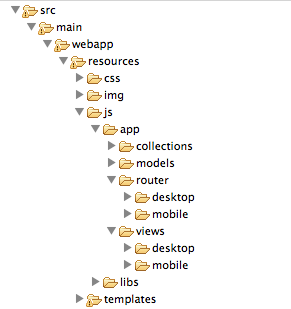 src
main
webapp
resources
css
img
js
app
collections
models
router
desktop
mobile
views
desktop
mobile
libs
templates